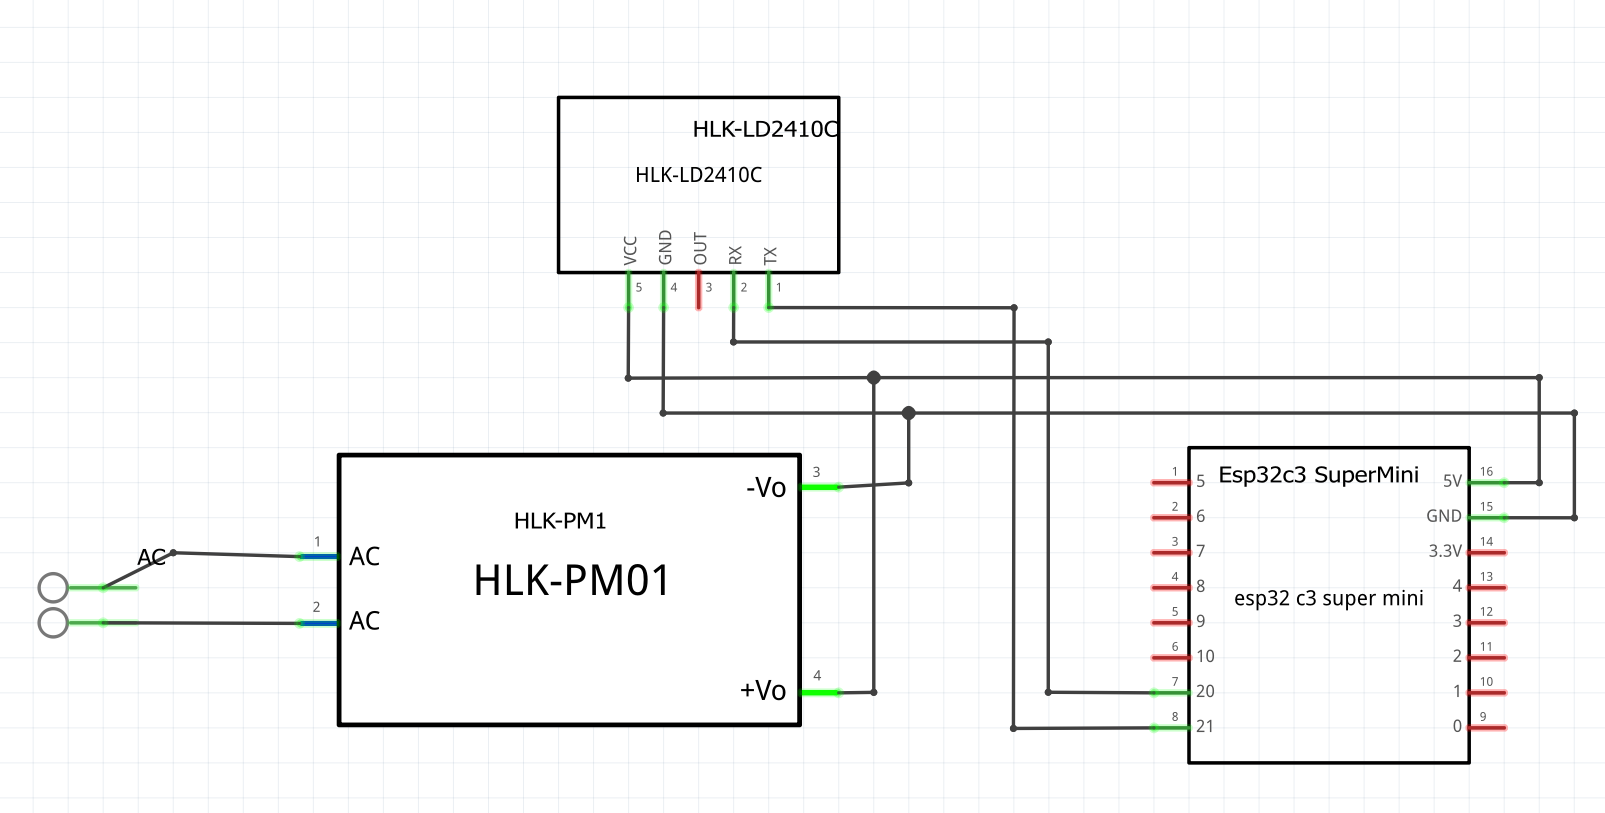 HLK-LD2410C
HLK-LD2410C
VCC GND OUT RX TX
5 4 3 2 1
HLK-PM1
HLK-PM01
AC
1 AC
2 AC
3 -Vo
4 +Vo
Esp32c3 SuperMini
esp32 c3 super mini
1 5
2 6
3 7
4 8
5 9
6 10
7 20
8 21
5V 16
GND 15
3.3V 14
4 13
3 12
2 11
1 10
0 9